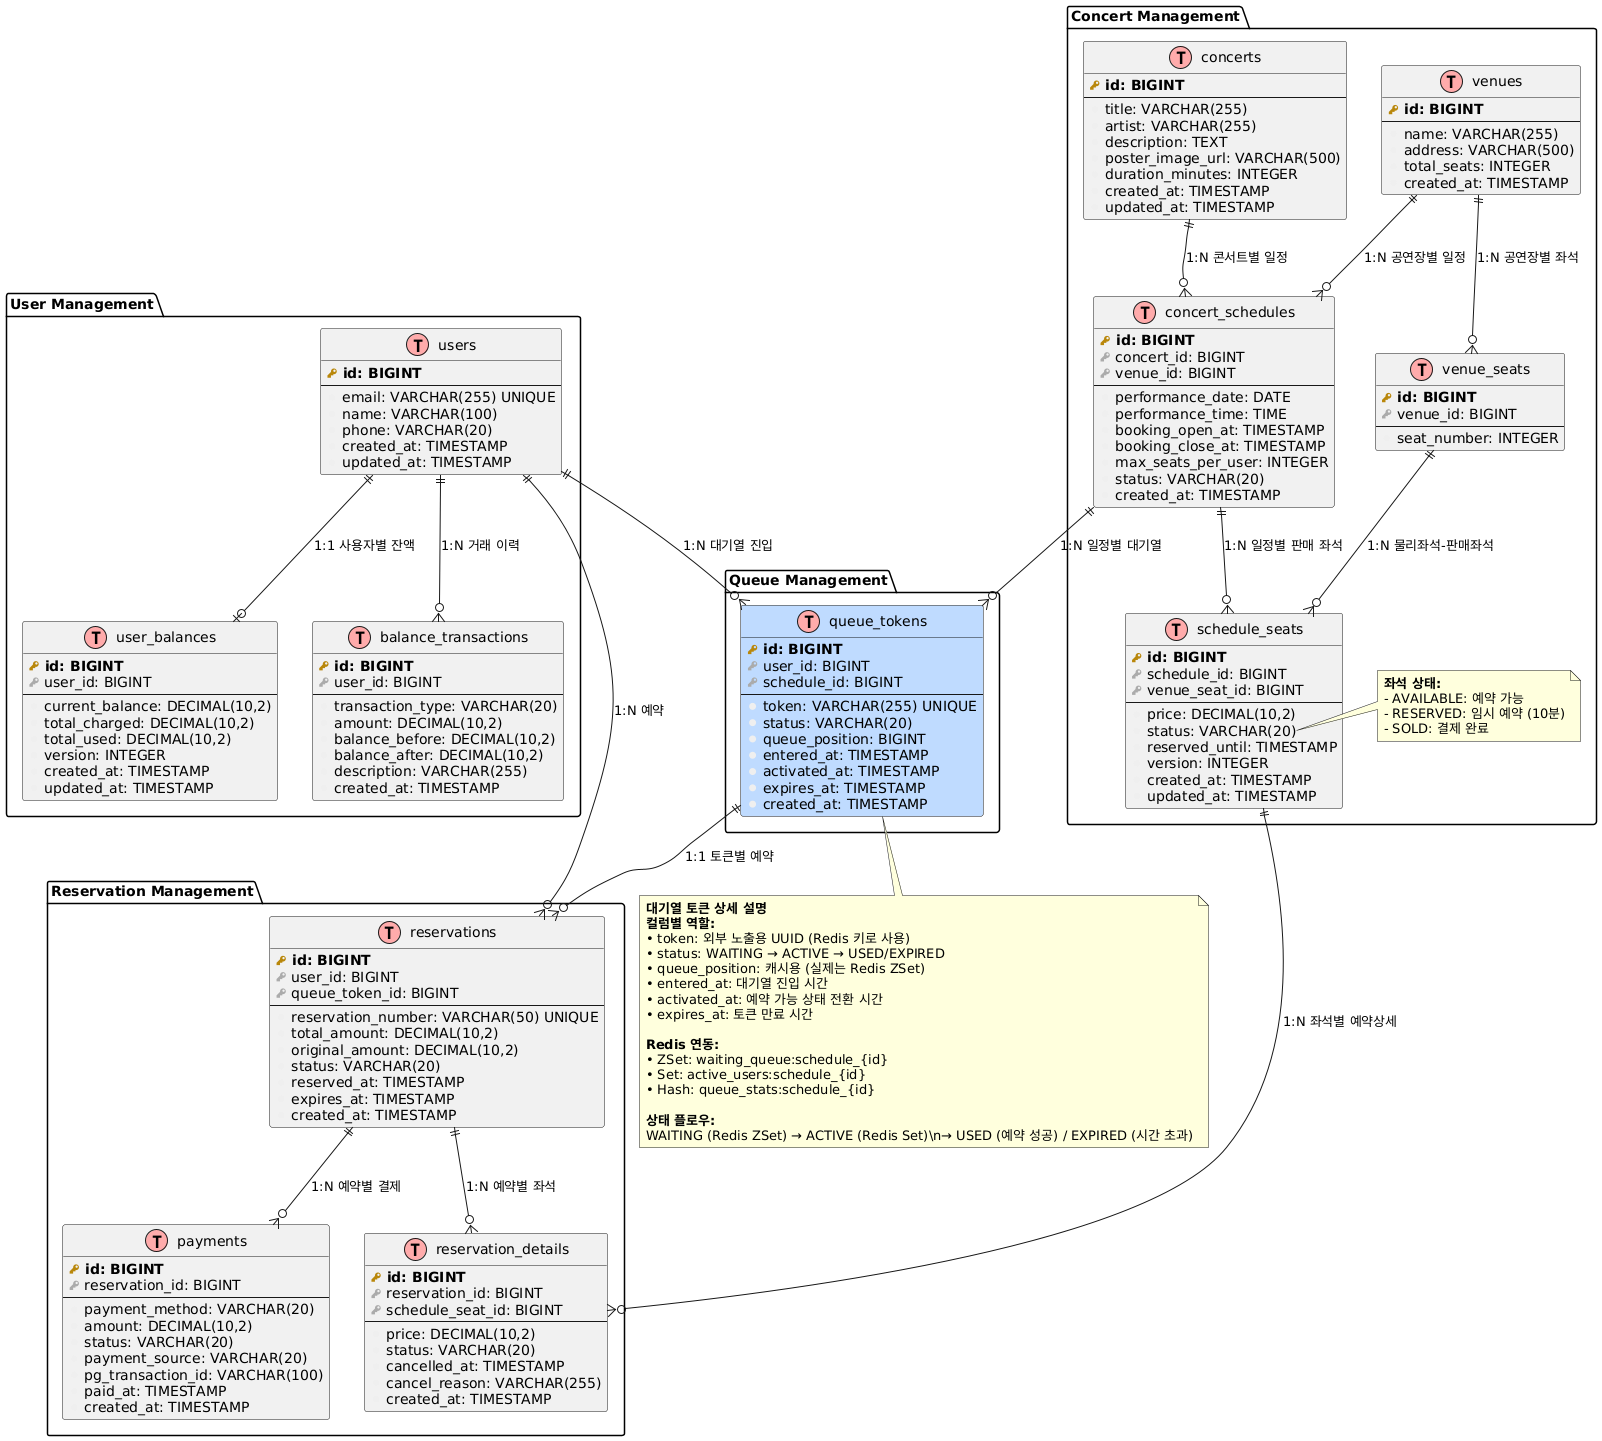 Concert Management
T concerts
id: BIGINT
title: VARCHAR(255)
artist: VARCHAR(255)
description: TEXT
poster_image_url: VARCHAR(500)
duration_minutes: INTEGER
created_at: TIMESTAMP
updated_at: TIMESTAMP
T venues
id: BIGINT
name: VARCHAR(255)
address: VARCHAR(500)
total_seats: INTEGER
created_at: TIMESTAMP
1:N 콘서트별 일정
1:N 공연장별 일정
1:N 공연장별 좌석
T concert_schedules
id: BIGINT
concert_id: BIGINT
venue_id: BIGINT
performance_date: DATE
performance_time: TIME
booking_open_at: TIMESTAMP
booking_close_at: TIMESTAMP
max_seats_per_user: INTEGER
status: VARCHAR(20)
created_at: TIMESTAMP
T venue_seats
id: BIGINT
venue_id: BIGINT
seat_number: INTEGER
1:N 일정별 대기열
1:N 일정별 판매 좌석
1:N 물리좌석-판매좌석
T schedule_seats
id: BIGINT
schedule_id: BIGINT
venue_seat_id: BIGINT
price: DECIMAL(10,2)
status: VARCHAR(20)
reserved_until: TIMESTAMP
version: INTEGER
created_at: TIMESTAMP
updated_at: TIMESTAMP
좌석 상태:
- AVAILABLE: 예약 가능
- RESERVED: 임시 예약 (10분)
- SOLD: 결제 완료
User Management
T users
id: BIGINT
email: VARCHAR(255) UNIQUE
name: VARCHAR(100)
phone: VARCHAR(20)
created_at: TIMESTAMP
updated_at: TIMESTAMP
1:1 사용자별 잔액
1:N 거래 이력
1:N 대기열 진입
T user_balances
id: BIGINT
user_id: BIGINT
current_balance: DECIMAL(10,2)
total_charged: DECIMAL(10,2)
total_used: DECIMAL(10,2)
version: INTEGER
created_at: TIMESTAMP
updated_at: TIMESTAMP
T balance_transactions
id: BIGINT
user_id: BIGINT
transaction_type: VARCHAR(20)
amount: DECIMAL(10,2)
balance_before: DECIMAL(10,2)
balance_after: DECIMAL(10,2)
description: VARCHAR(255)
created_at: TIMESTAMP
1:N 예약
Queue Management
T queue_tokens
id: BIGINT
user_id: BIGINT
schedule_id: BIGINT
token: VARCHAR(255) UNIQUE
status: VARCHAR(20)
queue_position: BIGINT
entered_at: TIMESTAMP
activated_at: TIMESTAMP
expires_at: TIMESTAMP
created_at: TIMESTAMP
1:1 토큰별 예약
대기열 토큰 상세 설명
컬럼별 역할:
• token: 외부 노출용 UUID (Redis 키로 사용)
• status: WAITING → ACTIVE → USED/EXPIRED
• queue_position: 캐시용 (실제는 Redis ZSet)
• entered_at: 대기열 진입 시간
• activated_at: 예약 가능 상태 전환 시간
• expires_at: 토큰 만료 시간
Redis 연동:
• ZSet: waiting_queue:schedule_{id}
• Set: active_users:schedule_{id}
• Hash: queue_stats:schedule_{id}
상태 플로우:
WAITING (Redis ZSet) → ACTIVE (Redis Set)\n→ USED (예약 성공) / EXPIRED (시간 초과)
1:N 좌석별 예약상세
Reservation Management
T reservations
id: BIGINT
user_id: BIGINT
queue_token_id: BIGINT
reservation_number: VARCHAR(50) UNIQUE
total_amount: DECIMAL(10,2)
original_amount: DECIMAL(10,2)
status: VARCHAR(20)
reserved_at: TIMESTAMP
expires_at: TIMESTAMP
created_at: TIMESTAMP
1:N 예약별 결제
1:N 예약별 좌석
T payments
id: BIGINT
reservation_id: BIGINT
payment_method: VARCHAR(20)
amount: DECIMAL(10,2)
status: VARCHAR(20)
payment_source: VARCHAR(20)
pg_transaction_id: VARCHAR(100)
paid_at: TIMESTAMP
created_at: TIMESTAMP
T reservation_details
id: BIGINT
reservation_id: BIGINT
schedule_seat_id: BIGINT
price: DECIMAL(10,2)
status: VARCHAR(20)
cancelled_at: TIMESTAMP
cancel_reason: VARCHAR(255)
created_at: TIMESTAMP